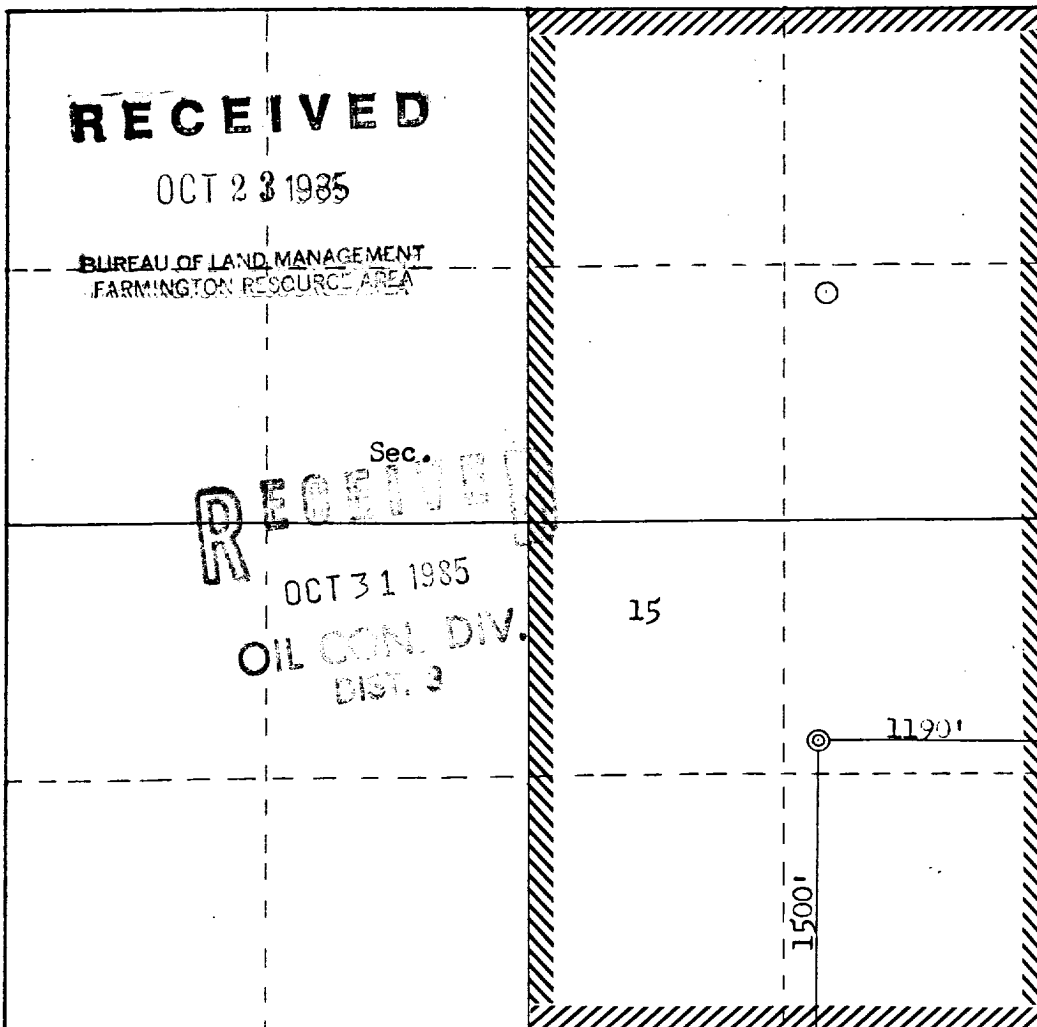 RECEIVED
OCT 23 1985
BUREAU OF LAND MANAGEMENT
FARMINGTON RESOURCE AREA
Sec.
RECEIVED
OCT 31 1985
OIL CON. DIV.
DIST. 3
15
1190'
1500'